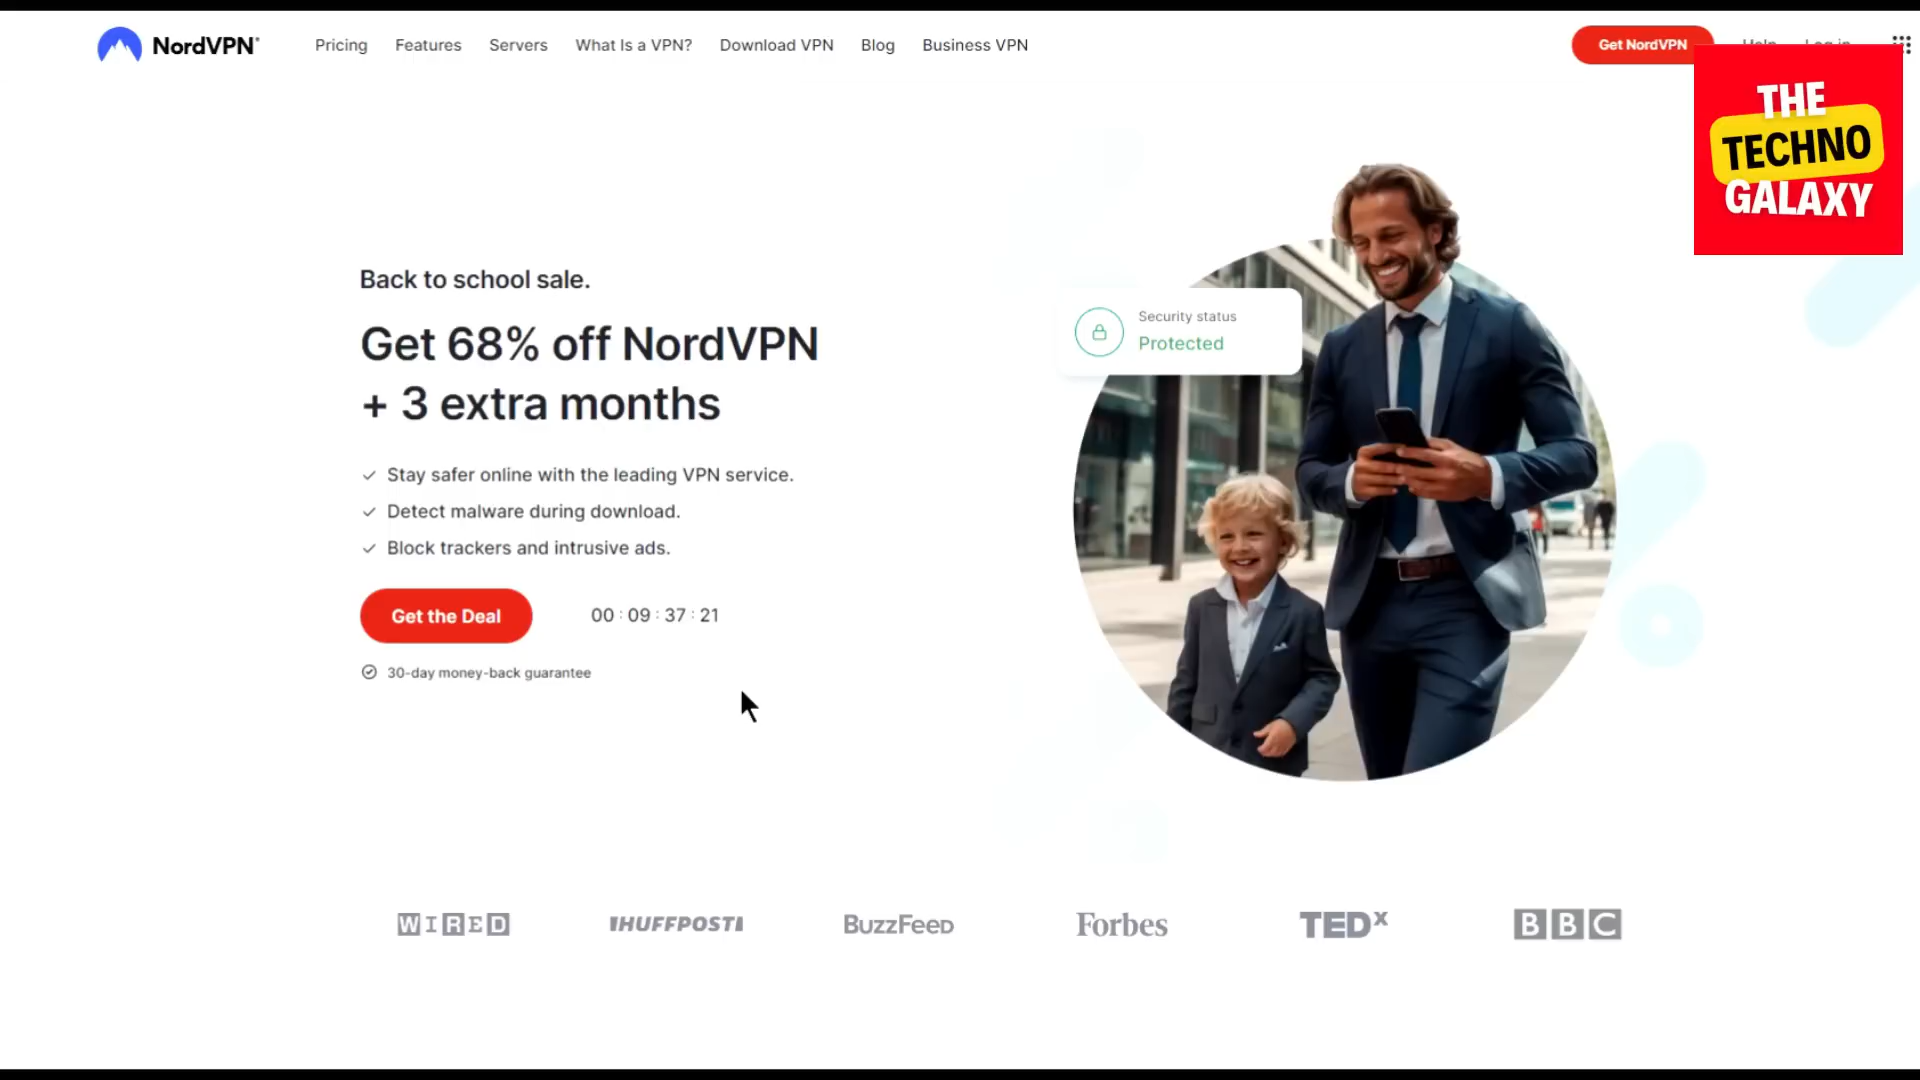 NordVPN®
Pricing
Features
Servers
What Is a VPN?
Download VPN
Blog
Business VPN
Get NordVPN
THE
TECHNO
GALAXY
Back to school sale.
Get 68% off NordVPN
+ 3 extra months
Stay safer online with the leading VPN service.
Detect malware during download.
Block trackers and intrusive ads.
Get the Deal
00 : 09 : 37 : 21
30-day money-back guarantee
Security status
Protected
WIRED
HUFFPOST
BuzzFeed
Forbes
TEDx
BBC